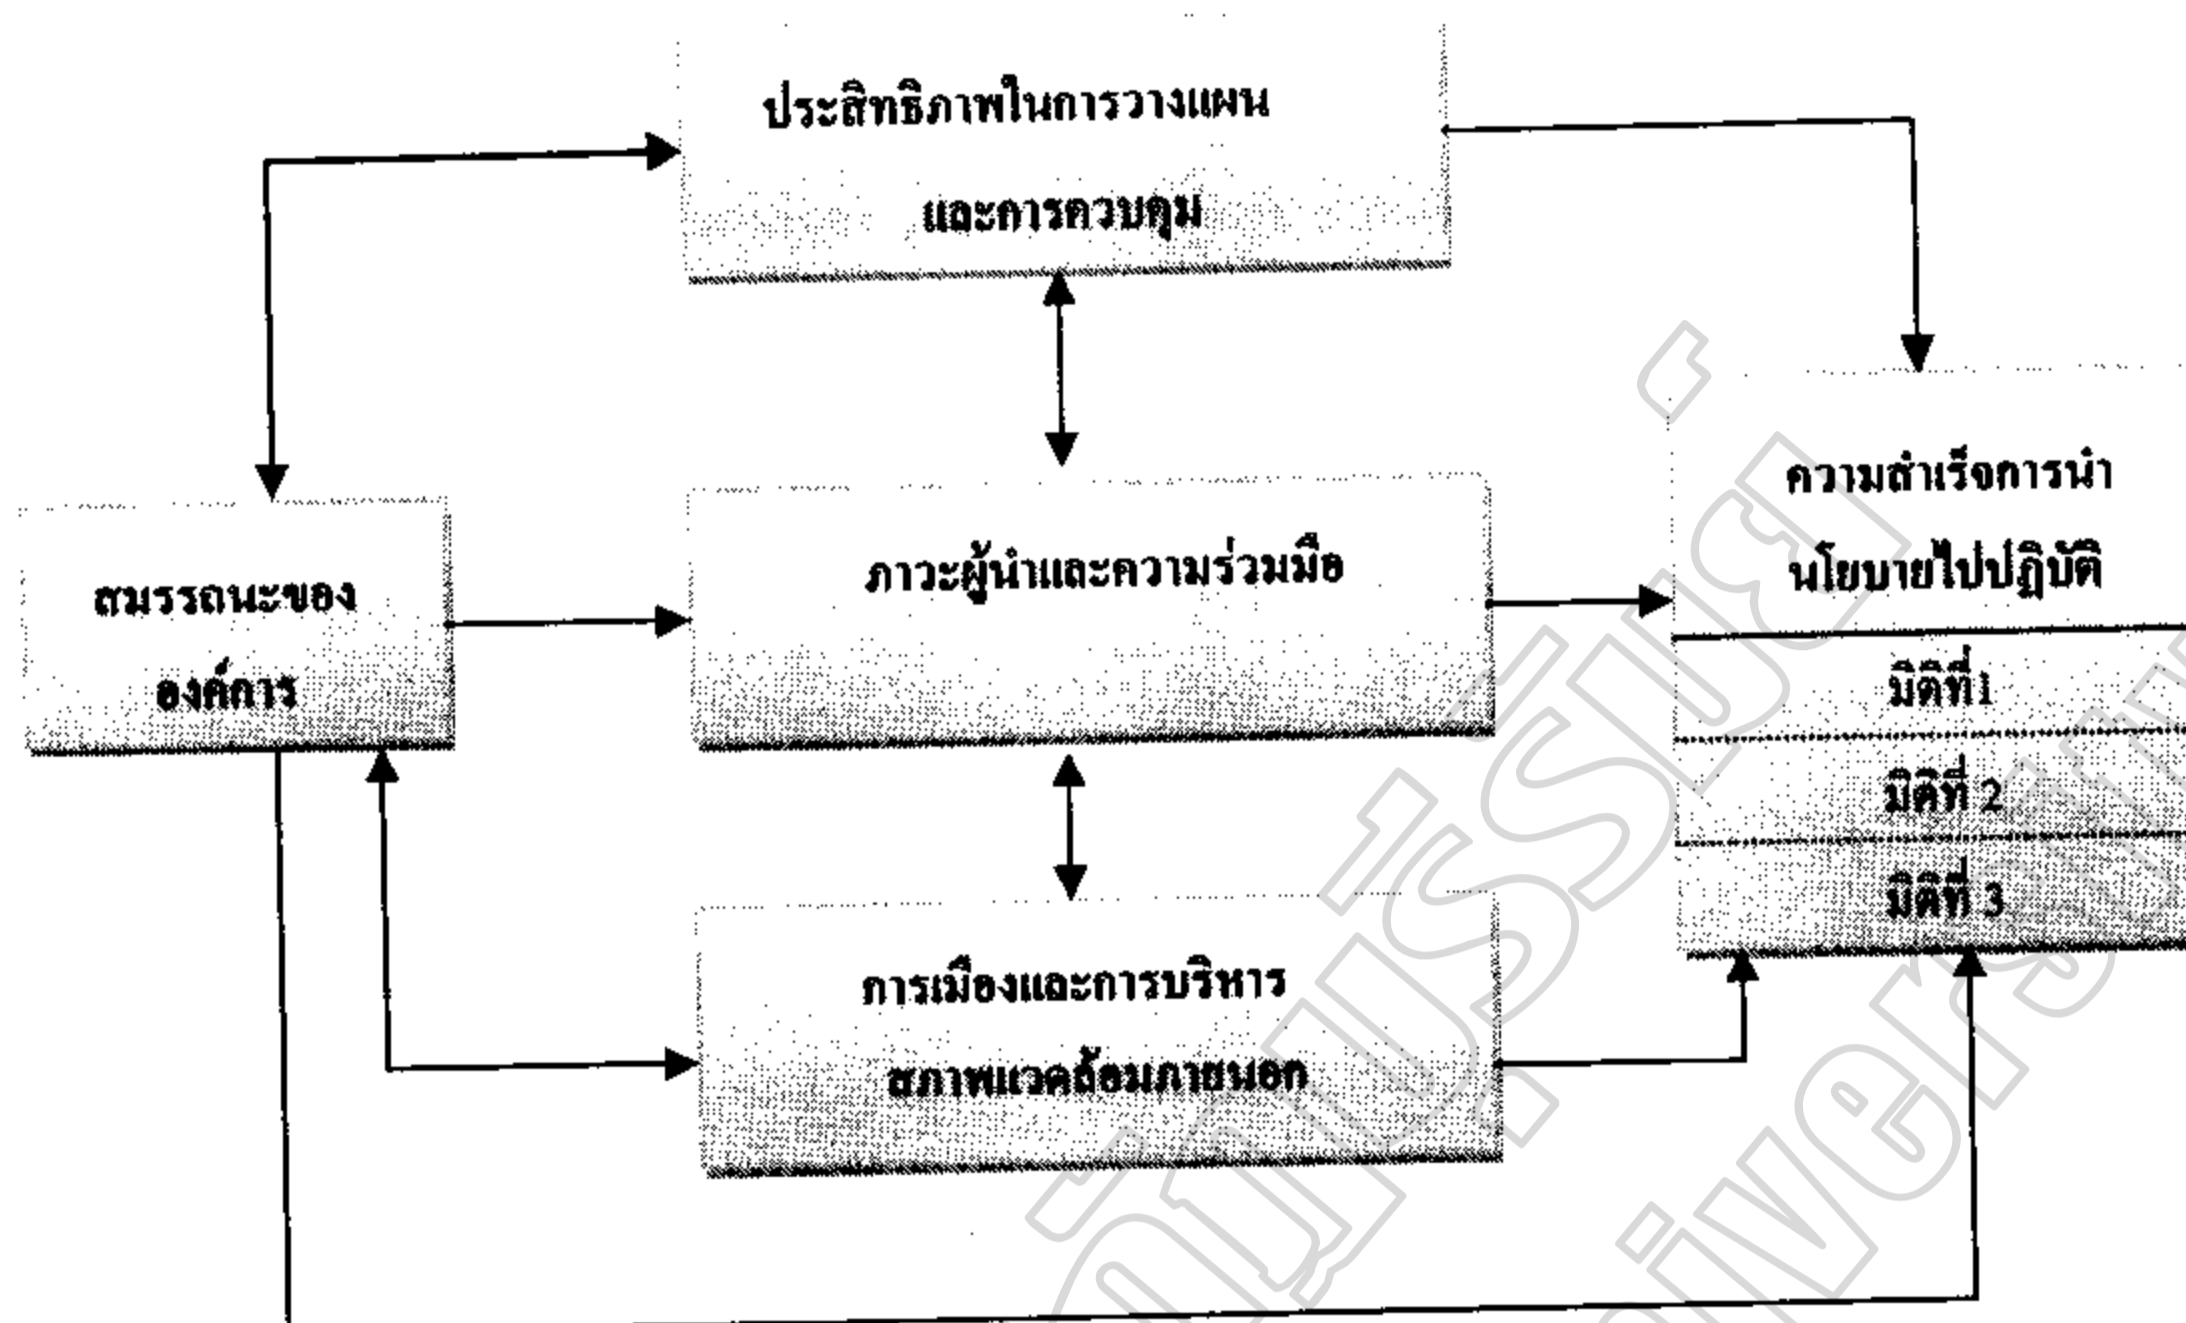 ประสิทธิภาพในการวางแผน
และการควบคุม
สมรรถนะของ
องค์การ
ภาวะผู้นำและความร่วมมือ
การเมืองและการบริหาร
สภาพแวดล้อมภายนอก
ความสำเร็จการนำ
นโยบายไปปฏิบัติ
มิติที่1
มิติที่ 2
มิติที่ 3